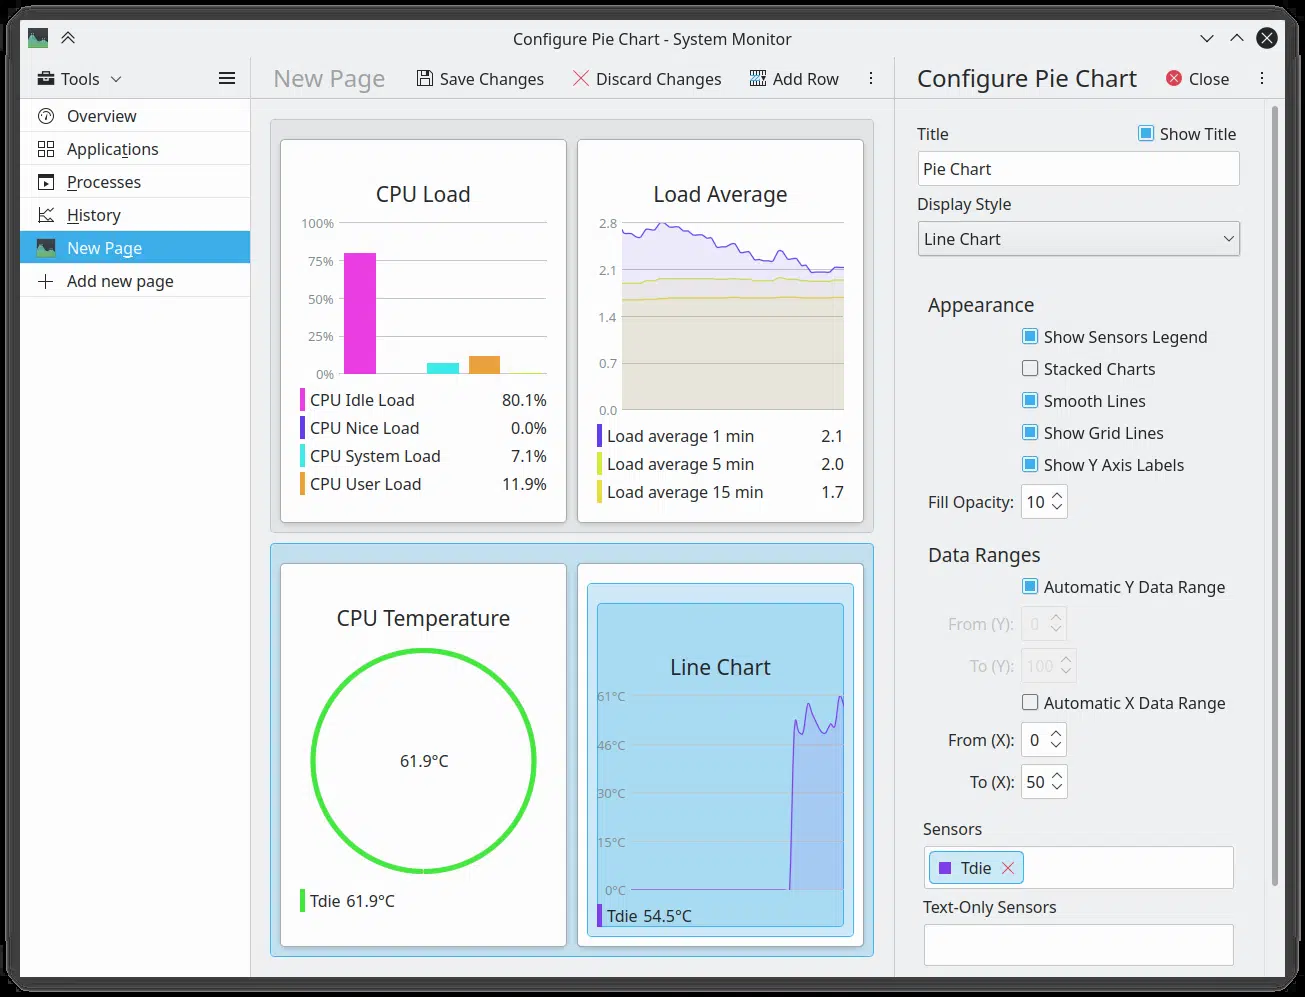 Configure Pie Chart - System Monitor
Tools
New Page
Save Changes
Discard Changes
Add Row
Configure Pie Chart
Close
Overview
Applications
Processes
History
New Page
Add new page
CPU Load
100%
75%
50%
25%
0%
CPU Idle Load 80.1%
CPU Nice Load 0.0%
CPU System Load 7.1%
CPU User Load 11.9%
Load Average
2.8
2.1
1.4
0.7
0.0
Load average 1 min 2.1
Load average 5 min 2.0
Load average 15 min 1.7
CPU Temperature
61.9°C
Tdie 61.9°C
Line Chart
61°C
46°C
30°C
15°C
0°C
Tdie 54.5°C
Title
Show Title
Pie Chart
Display Style
Line Chart
Appearance
Show Sensors Legend
Stacked Charts
Smooth Lines
Show Grid Lines
Show Y Axis Labels
Fill Opacity: 10
Data Ranges
Automatic Y Data Range
From (Y): 0
To (Y): 100
Automatic X Data Range
From (X): 0
To (X): 50
Sensors
Tdie
Text-Only Sensors